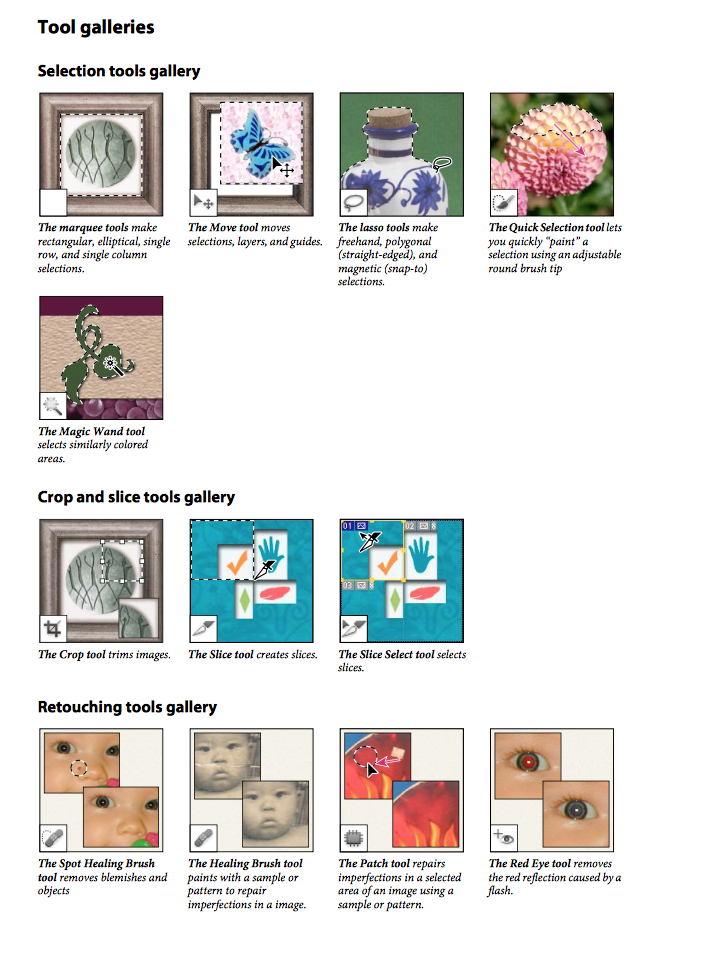 Tool galleries
Selection tools gallery
The marquee tools make
rectangular, elliptical, single
row, and single column
selections.
The Move tool moves
selections, layers, and guides.
The lasso tools make
freehand, polygonal
(straight-edged), and
magnetic (snap-to)
selections.
The Quick Selection tool lets
you quickly “paint” a
selection using an adjustable
round brush tip
The Magic Wand tool
selects similarly colored
areas.
Crop and slice tools gallery
01
02
8
03
8
The Crop tool trims images.
The Slice tool creates slices.
The Slice Select tool selects
slices.
Retouching tools gallery
The Spot Healing Brush
tool removes blemishes and
objects
The Healing Brush tool
paints with a sample or
pattern to repair
imperfections in a image.
The Patch tool repairs
imperfections in a selected
area of an image using a
sample or pattern.
The Red Eye tool removes
the red reflection caused by a
flash.